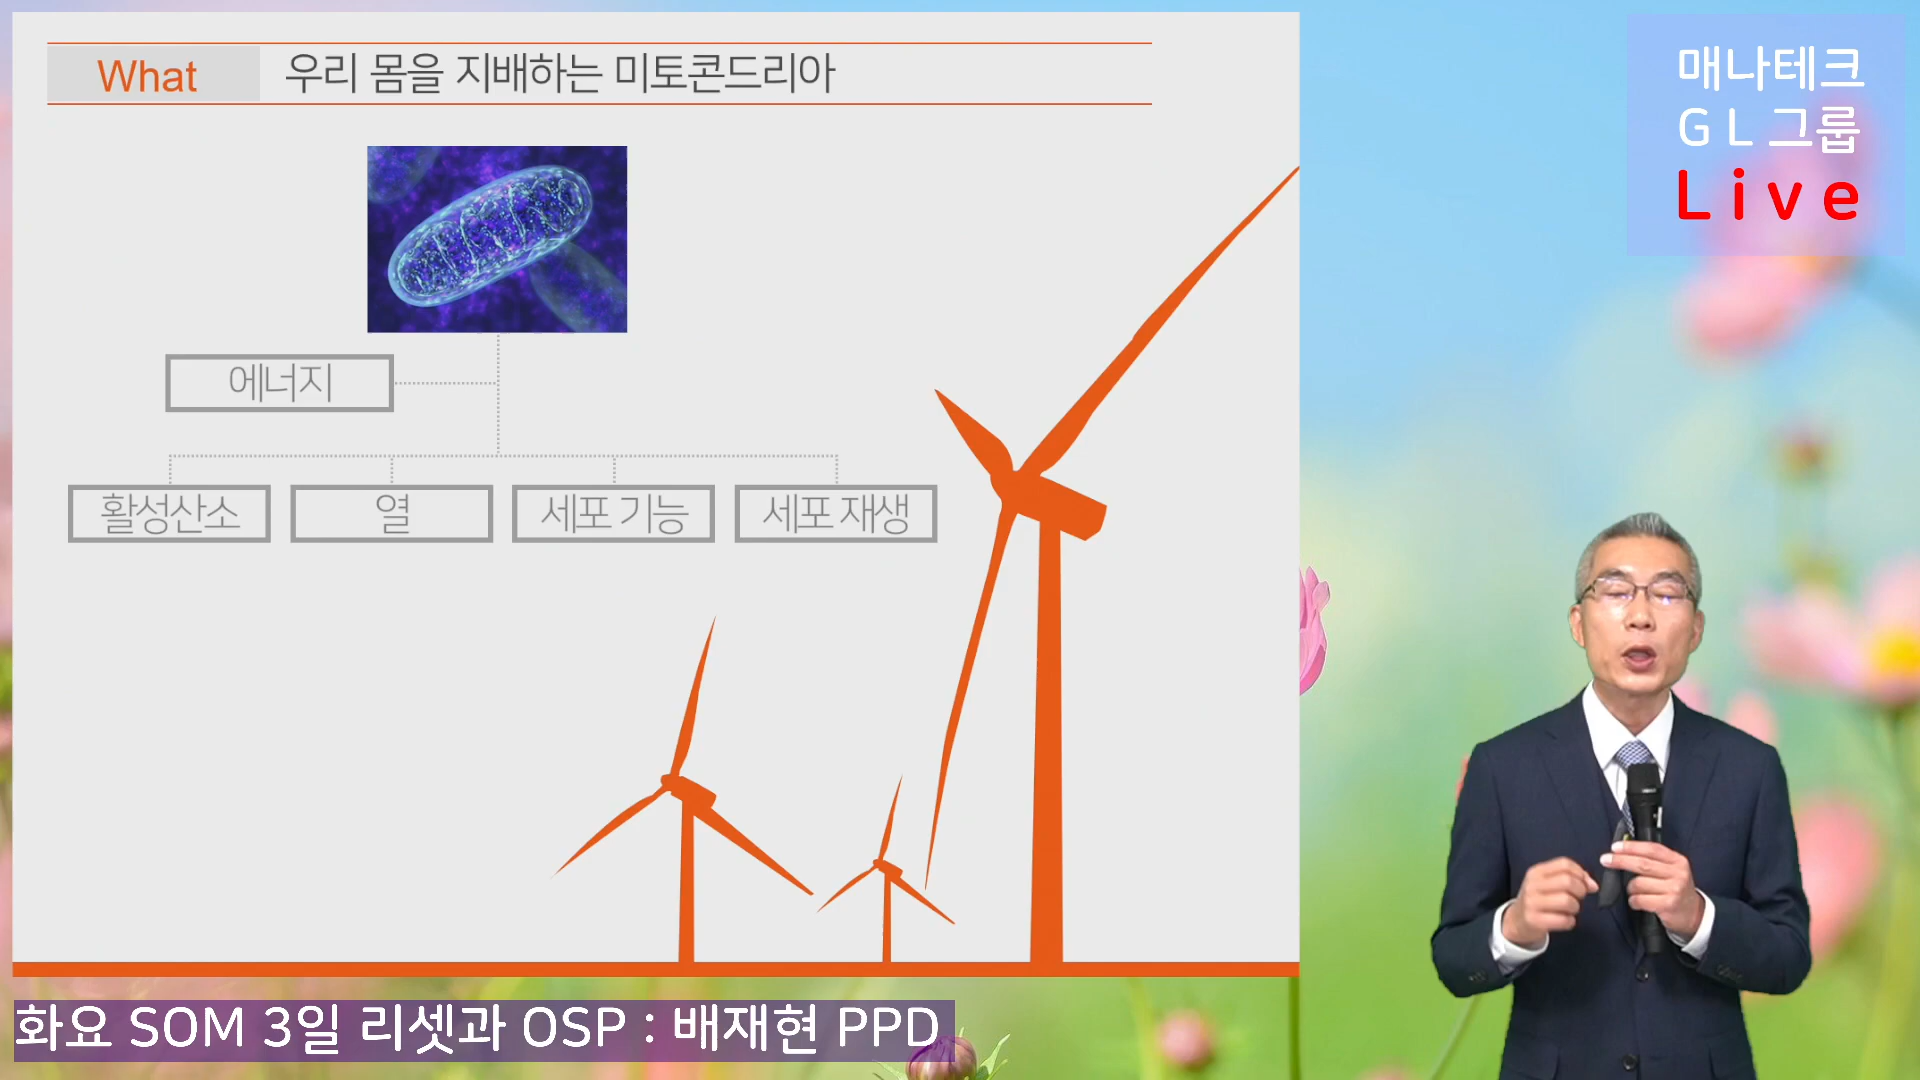 What 우리 몸을 지배하는 미토콘드리아
에너지
활성산소 열 세포 기능 세포 재생
매나테크
G L 그룹
Live
화요 SOM 3일 리셋과 OSP : 배재현 PPD